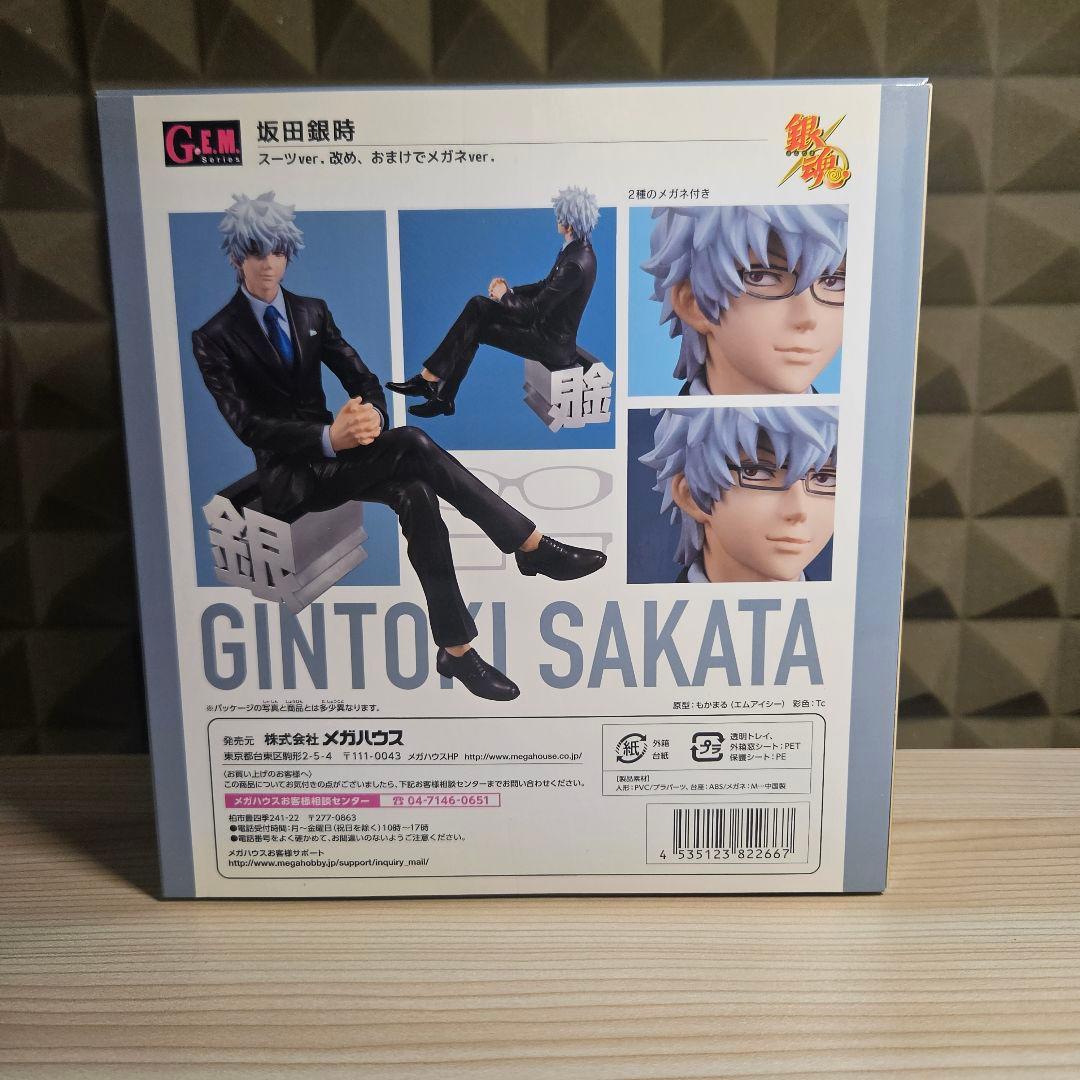 G.E.M.
Series
坂田銀時
スーツver. 改め、おまけでメガネver.
銀魂
2種のメガネ付き
銀
銀
GINTOKI SAKATA
※パッケージの写真と商品とは多少異なります。
原型:もかまる (エムアイシー) 彩色:Tc
発売元 株式会社 メガハウス
東京都台東区駒形2-5-4 〒111-0043 メガハウスHP http://www.megahouse.co.jp/
〈お買い上げのお客様へ〉
この商品についてお気付きの点がございましたら、下記お客様相談センターまでお問い合わせください。
メガハウスお客様相談センター ☎ 04-7146-0651
柏市豊四季241-22 〒277-0863
●電話受付時間:月～金曜日(祝日を除く)10時～17時
●電話番号をよく確かめて、お間違いのないようご注意ください。
メガハウスお客様サポート
http://www.megahobby.jp/support/inquiry_mail/
紙 外箱
台紙
プラ 透明トレイ、
外箱窓シート:PET
保護シート:PE
[製品素材]
人形:PVC/プラパーツ、台座:ABS/メガネ:M…中国製
4 535123 822667